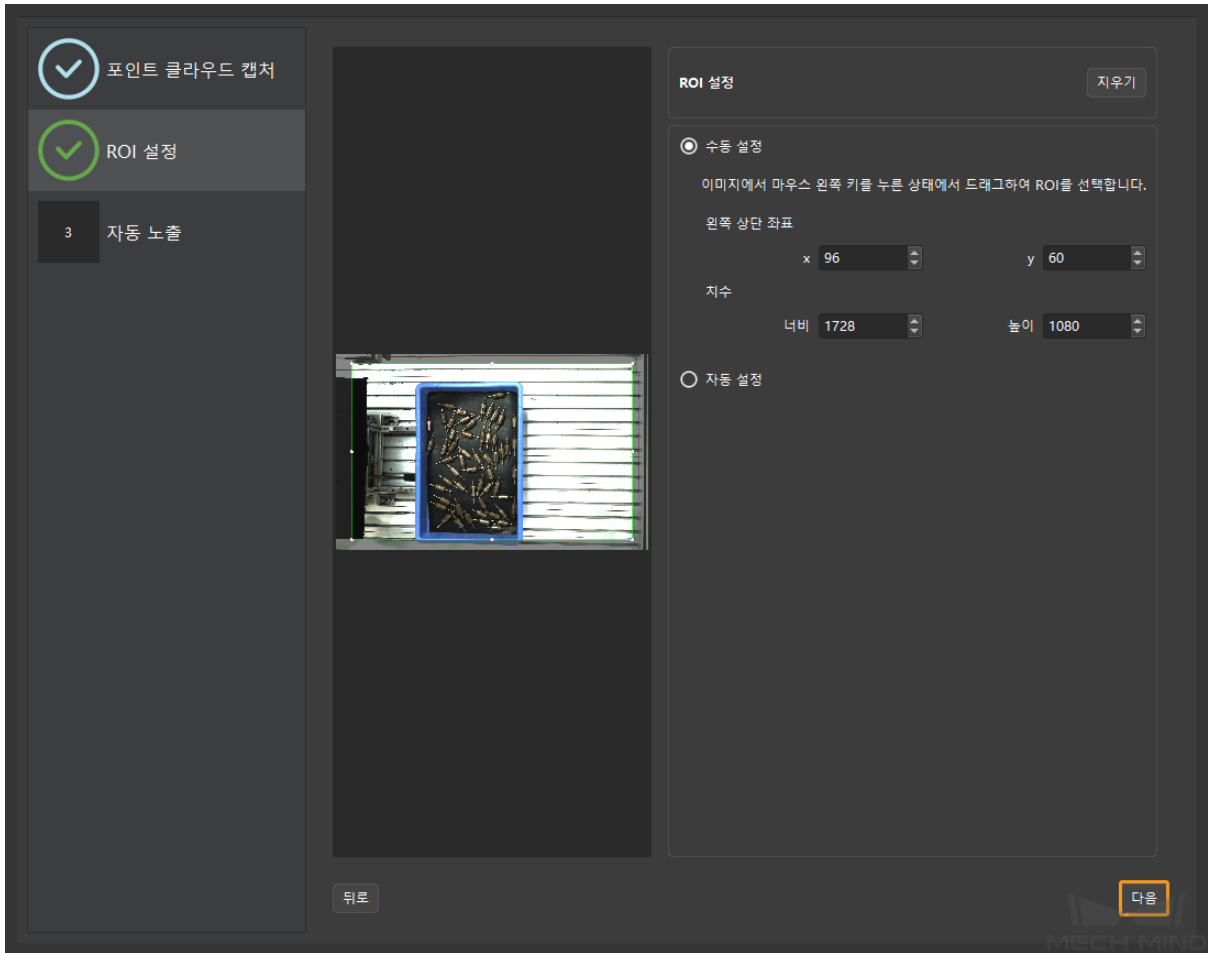 포인트 클라우드 캡처
ROI 설정
3 자동 노출
ROI 설정 지우기
수동 설정
이미지에서 마우스 왼쪽 키를 누른 상태에서 드래그하여 ROI를 선택합니다.
왼쪽 상단 좌표
x 96 y 60
치수
너비 1728 높이 1080
자동 설정
뒤로 다음
MECH MIND